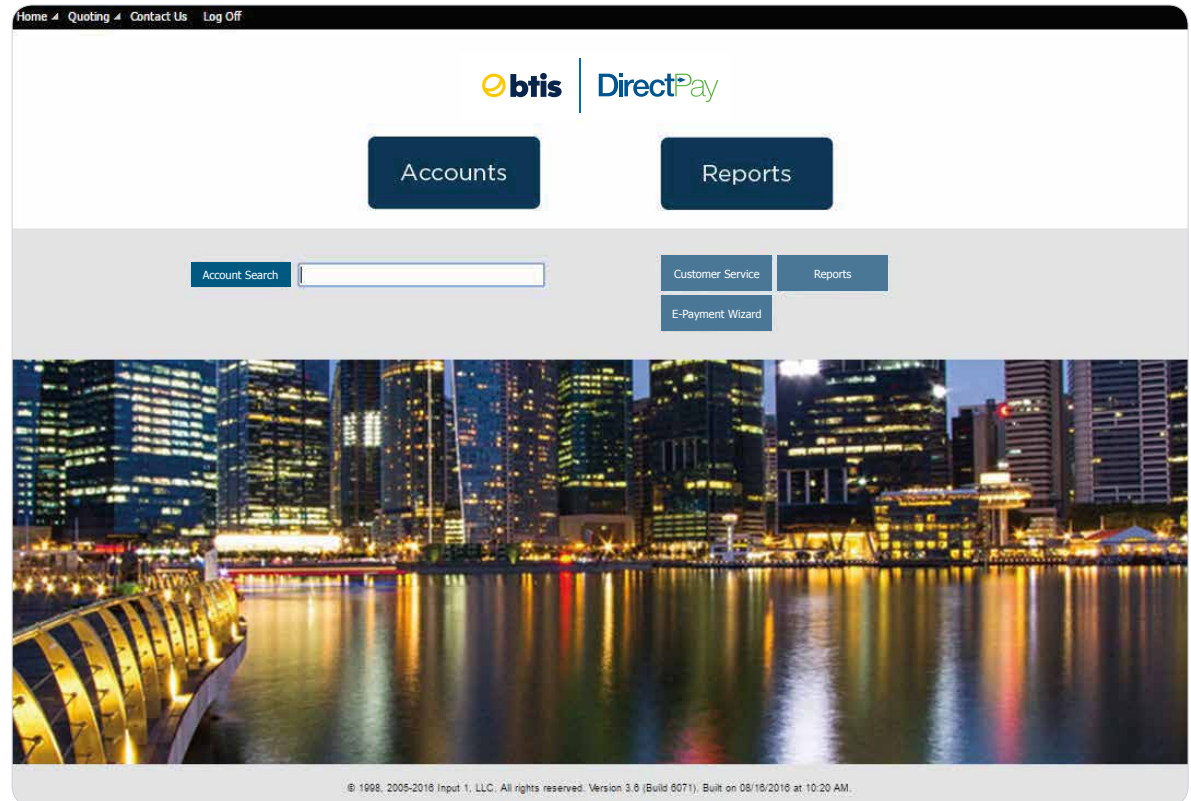 Home Quoting Contact Us Log Off
btis DirectPay
Accounts Reports
Account Search Customer Service Reports
E-Payment Wizard
© 1998, 2005-2016 Input 1, LLC. All rights reserved. Version 3.6 (Build 6071). Built on 08/16/2016 at 10:20 AM.